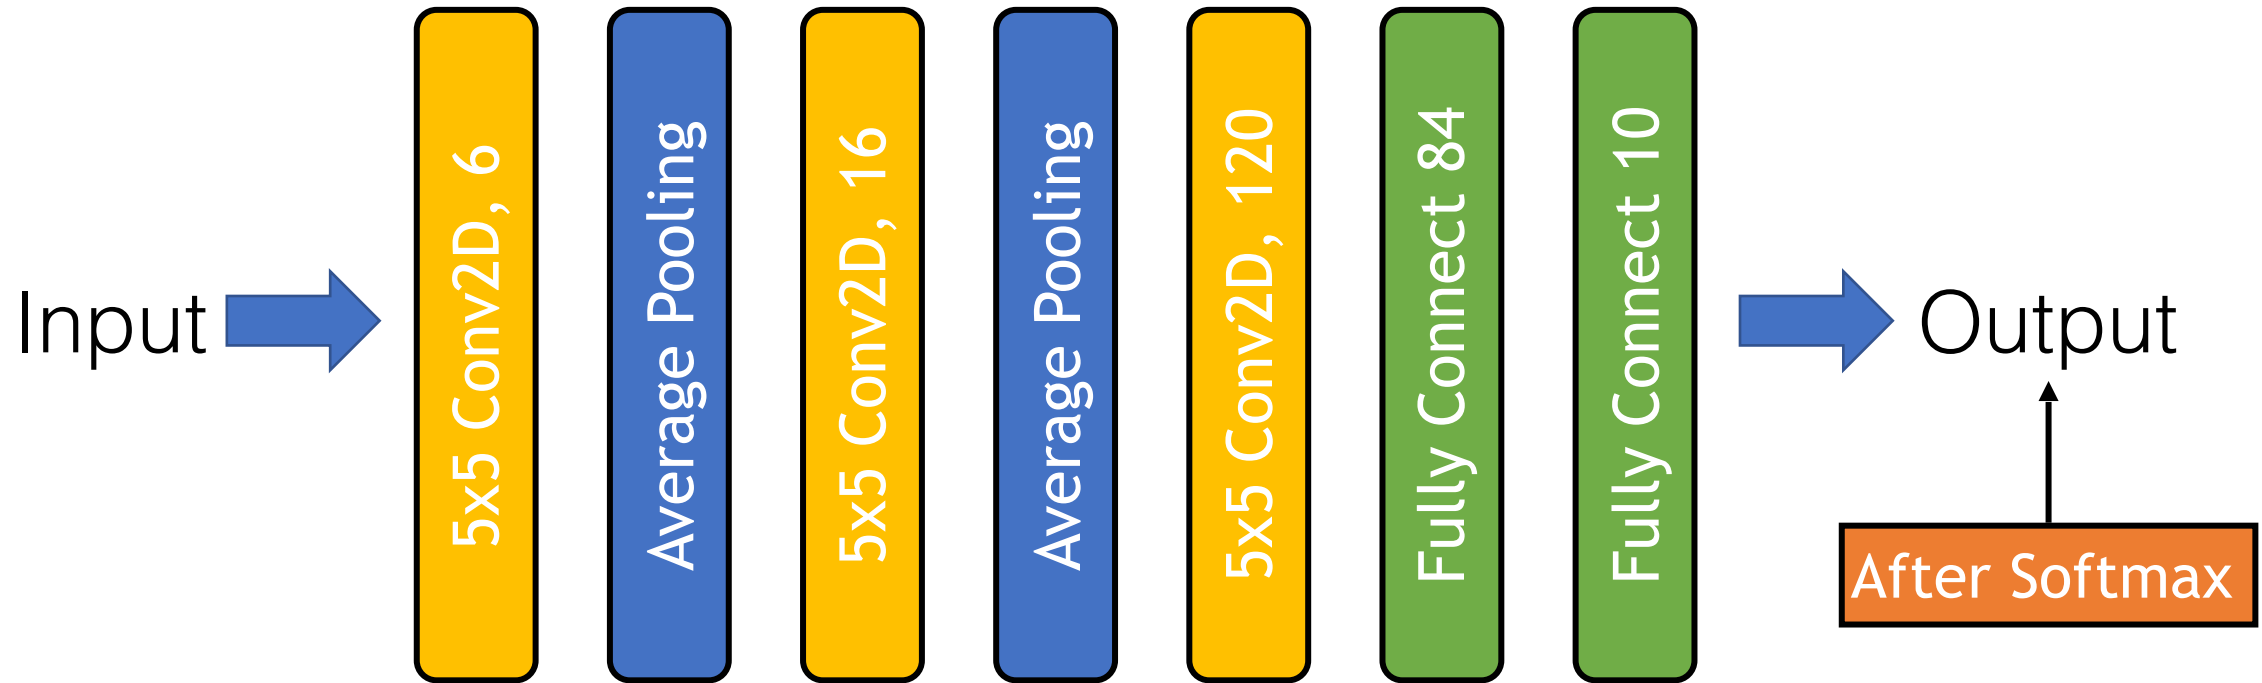 Input
5x5 Conv2D, 6
Average Pooling
5x5 Conv2D, 16
Average Pooling
5x5 Conv2D, 120
Fully Connect 84
Fully Connect 10
Output
After Softmax